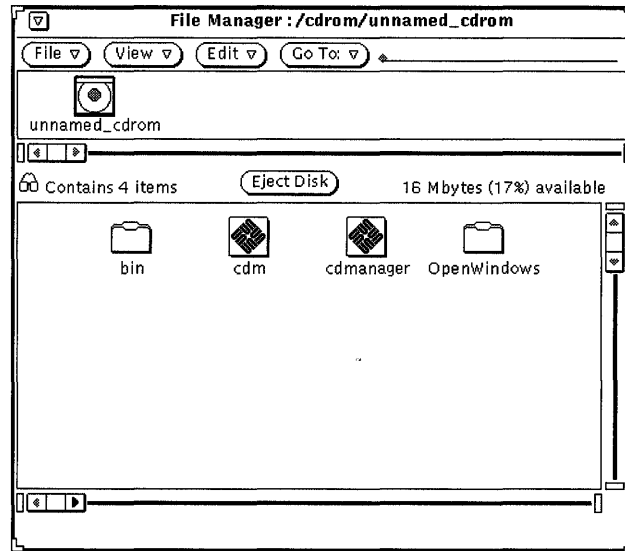 File Manager : /cdrom/unnamed_cdrom
File View Edit Go To:
unnamed_cdrom
Contains 4 items Eject Disk 16 Mbytes (17%) available
bin cdm cdmanager OpenWindows